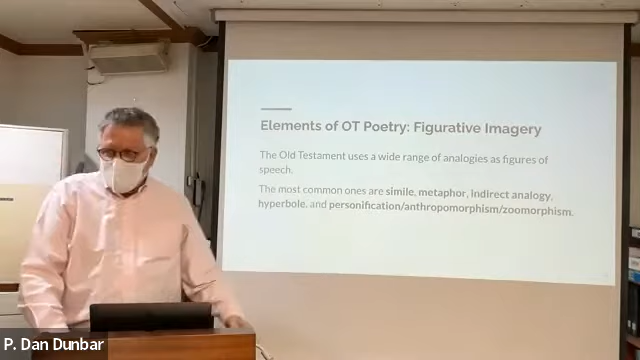 Elements of OT Poetry: Figurative Imagery
The Old Testament uses a wide range of analogies as figures of
speech.
The most common ones are simile, metaphor, indirect analogy,
hyperbole, and personification/anthropomorphism/zoomorphism.
P. Dan Dunbar